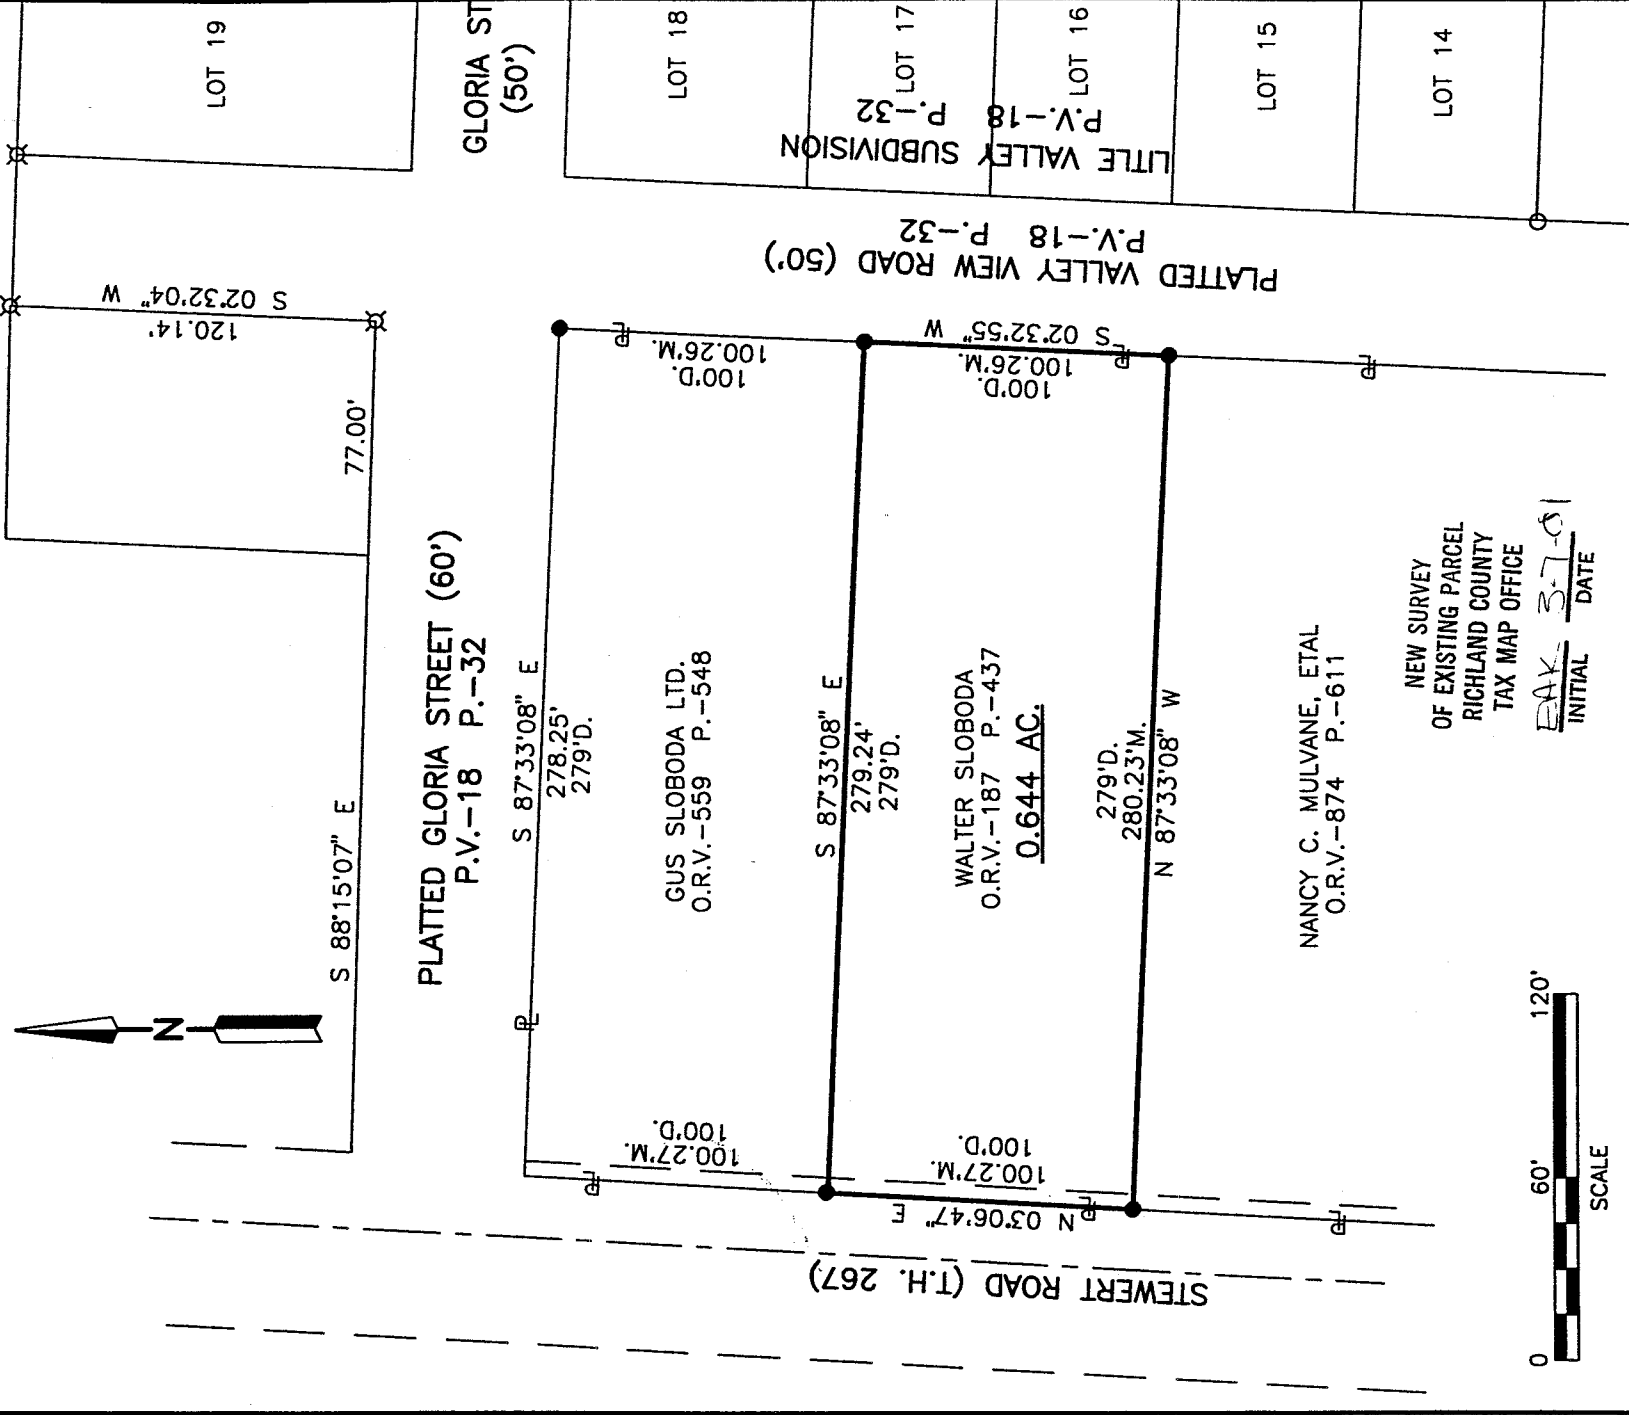 LOT 19
GLORIA ST
(50')
LOT 18
LOT 17
LOT 16
LOT 15
LOT 14
LITLE VALLEY SUBDIVISION
P.V.-18 P.-32
PLATTED VALLEY VIEW ROAD (50')
P.V.-18 P.-32
S 02°32'04" W
120.14'
77.00'
S 88°15'07" E
PLATTED GLORIA STREET (60')
P.V.-18 P.-32
N
S 87°33'08" E
278.25'
279'D.
100'D.
100.26'M.
GUS SLOBODA LTD.
O.R.V.-559 P.-548
100.27'M.
100'D.
S 87°33'08" E
279.24'
279'D.
S 02°32'55" W
100.26'M.
100'D.
WALTER SLOBODA
O.R.V.-187 P.-437
0.644 AC.
100'D.
100.27'M.
N 03°06'47" E
279'D.
280.23'M.
N 87°33'08" W
NANCY C. MULVANE, ETAL
O.R.V.-874 P.-611
STEWERT ROAD (T.H. 267)
NEW SURVEY
OF EXISTING PARCEL
RICHLAND COUNTY
TAX MAP OFFICE
EAK 3-7-01
INITIAL DATE
0 60' 120'
SCALE